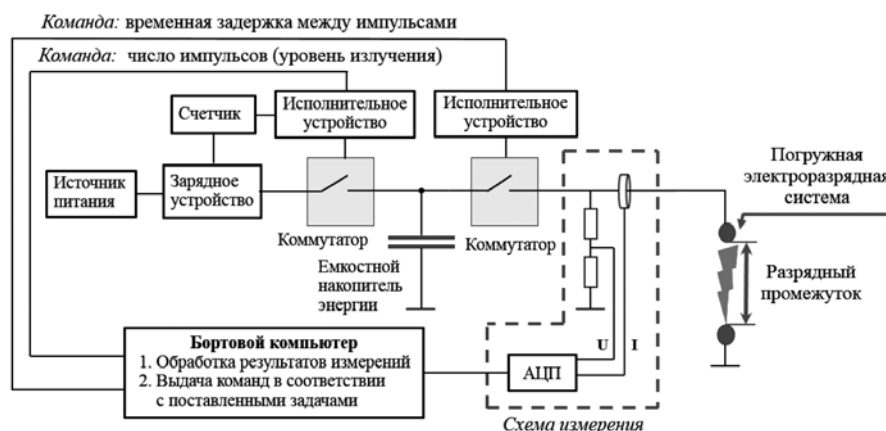 Команда: временная задержка между импульсами
Команда: число импульсов (уровень излучения)
Счетчик
Исполнительное
устройство
Исполнительное
устройство
Источник
питания
Зарядное
устройство
Коммутатор
Коммутатор
Емкостной
накопитель
энергии
Погружная
электроразрядная
система
Разрядный
промежуток
Бортовой компьютер
1. Обработка результатов измерений
2. Выдача команд в соответствии
с поставленными задачами
АЦП
U
I
Схема измерения